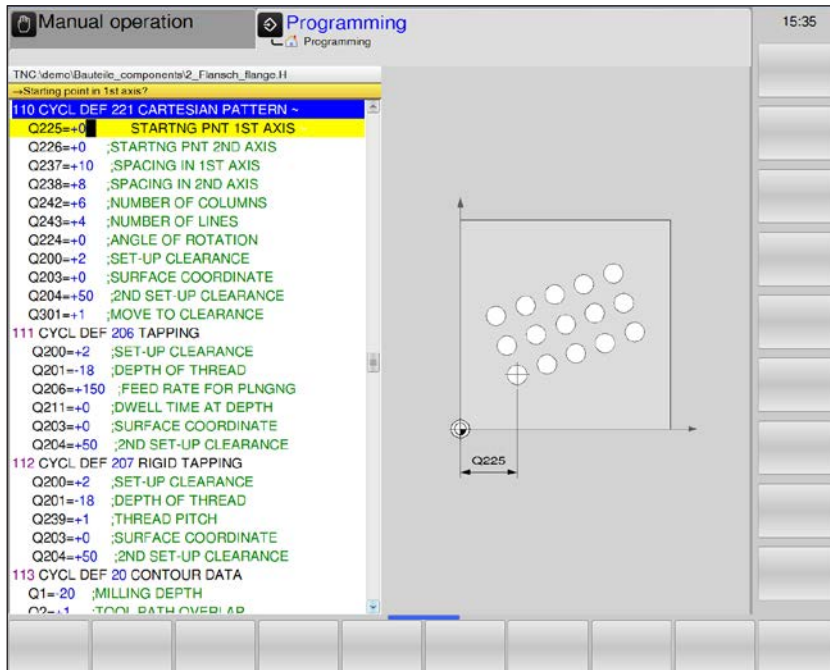 Manual operation
Programming
Programming
15:35
TNC:\demo\Bauteile_components\2_Flansch_flange.H
→Starting point in 1st axis?
110 CYCL DEF 221 CARTESIAN PATTERN ~
Q225=+0 STARTNG PNT 1ST AXIS ~
Q226=+0 ;STARTNG PNT 2ND AXIS
Q237=+10 ;SPACING IN 1ST AXIS
Q238=+8 ;SPACING IN 2ND AXIS
Q242=+6 ;NUMBER OF COLUMNS
Q243=+4 ;NUMBER OF LINES
Q224=+0 ;ANGLE OF ROTATION
Q200=+2 ;SET-UP CLEARANCE
Q203=+0 ;SURFACE COORDINATE
Q204=+50 ;2ND SET-UP CLEARANCE
Q301=+1 ;MOVE TO CLEARANCE
111 CYCL DEF 206 TAPPING
Q200=+2 ;SET-UP CLEARANCE
Q201=-18 ;DEPTH OF THREAD
Q206=+150 ;FEED RATE FOR PLNGNG
Q211=+0 ;DWELL TIME AT DEPTH
Q203=+0 ;SURFACE COORDINATE
Q204=+50 ;2ND SET-UP CLEARANCE
112 CYCL DEF 207 RIGID TAPPING
Q200=+2 ;SET-UP CLEARANCE
Q201=-18 ;DEPTH OF THREAD
Q239=+1 ;THREAD PITCH
Q203=+0 ;SURFACE COORDINATE
Q204=+50 ;2ND SET-UP CLEARANCE
113 CYCL DEF 20 CONTOUR DATA
Q1=-20 ;MILLING DEPTH
Q2=+1 ;TOOL PATH OVERLAP
Q225